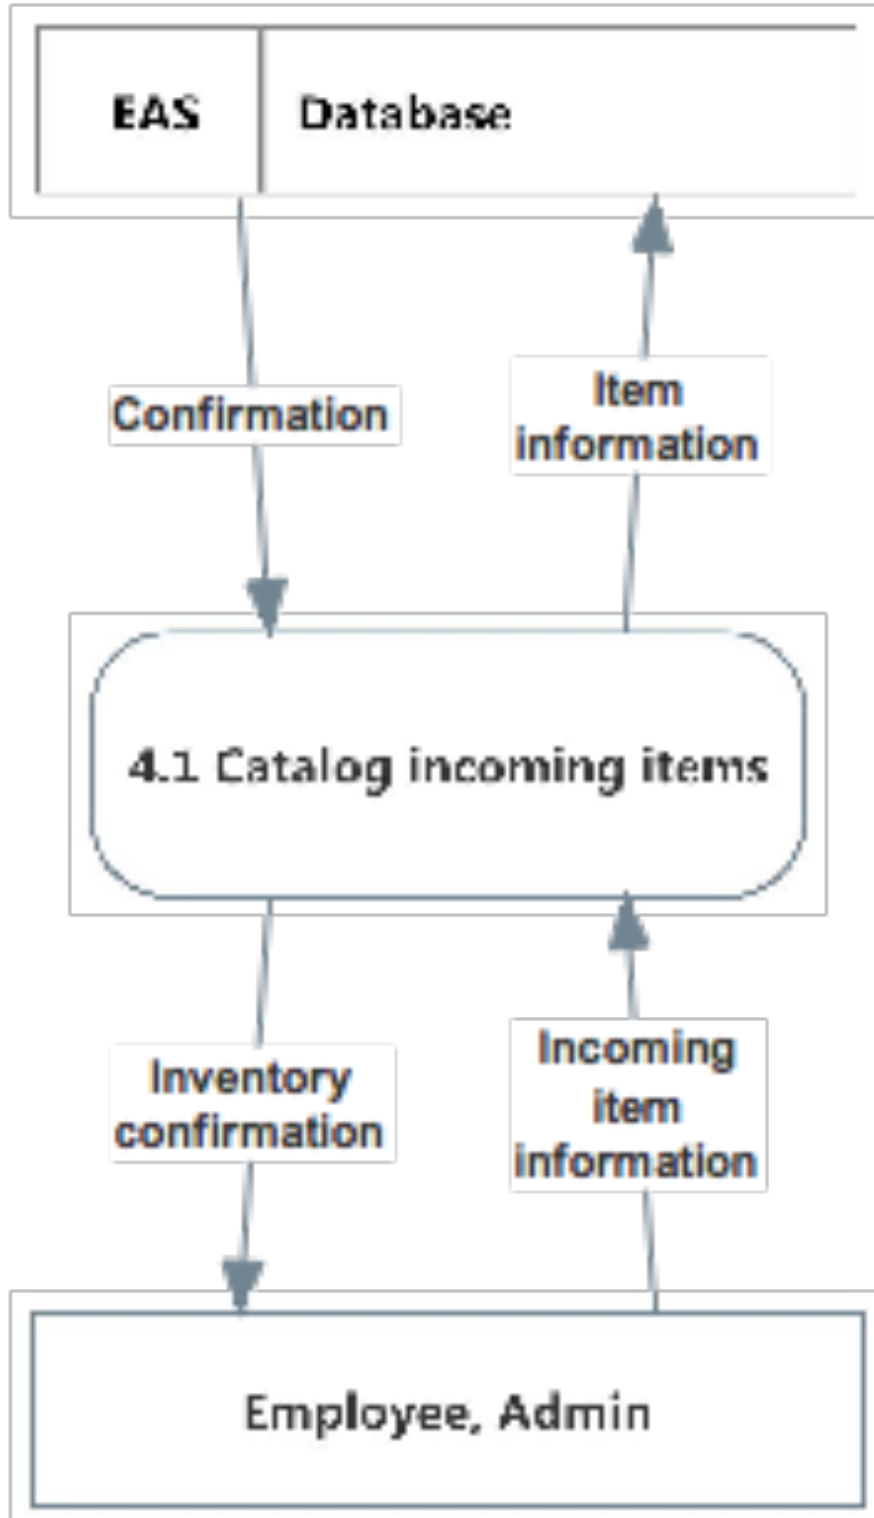 EAS Database
Confirmation
Item
information
4.1 Catalog incoming items
Inventory
confirmation
Incoming
item
information
Employee, Admin